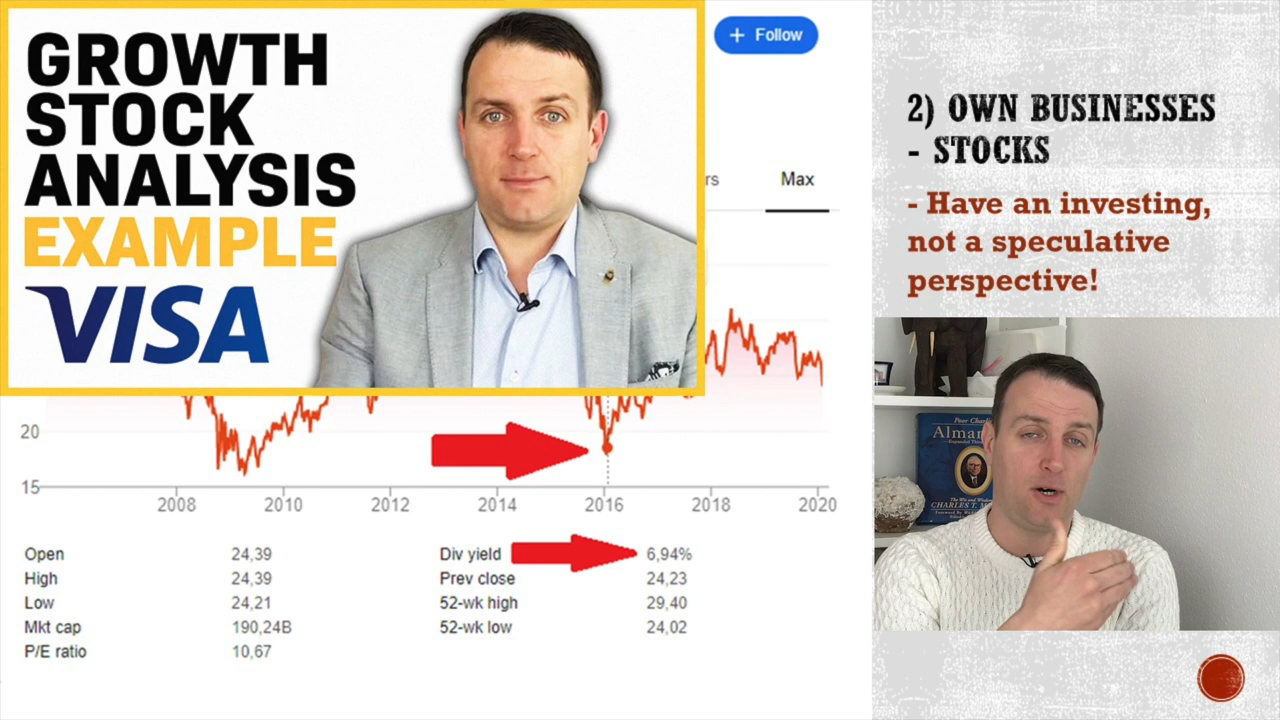 GROWTH
STOCK
ANALYSIS
EXAMPLE
VISA
+ Follow
rs
Max
20
15
2008 2010 2012 2014 2016 2018 2020
Open 24,39
High 24,39
Low 24,21
Mkt cap 190,24B
P/E ratio 10,67
Div yield 6,94%
Prev close 24,23
52-wk high 29,40
52-wk low 24,02
2) OWN BUSINESSES
- STOCKS
- Have an investing,
not a speculative
perspective!
Poor Charli
Alma
CHARLES T. M